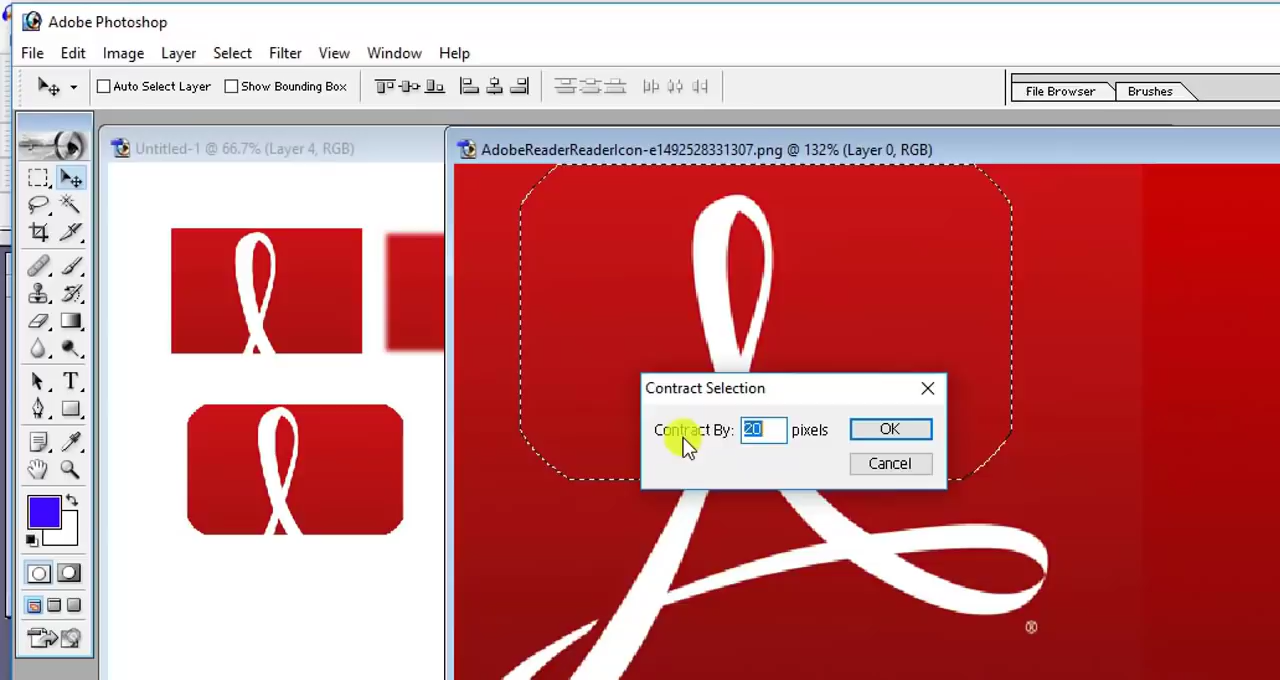 Adobe Photoshop
File Edit Image Layer Select Filter View Window Help
Auto Select Layer Show Bounding Box File Browser Brushes
Untitled-1 @ 66.7% (Layer 4, RGB)
AdobeReaderReaderIcon-e1492528331307.png @ 132% (Layer 0, RGB)
Contract Selection
Contract By: 20 pixels OK
Cancel
T
®